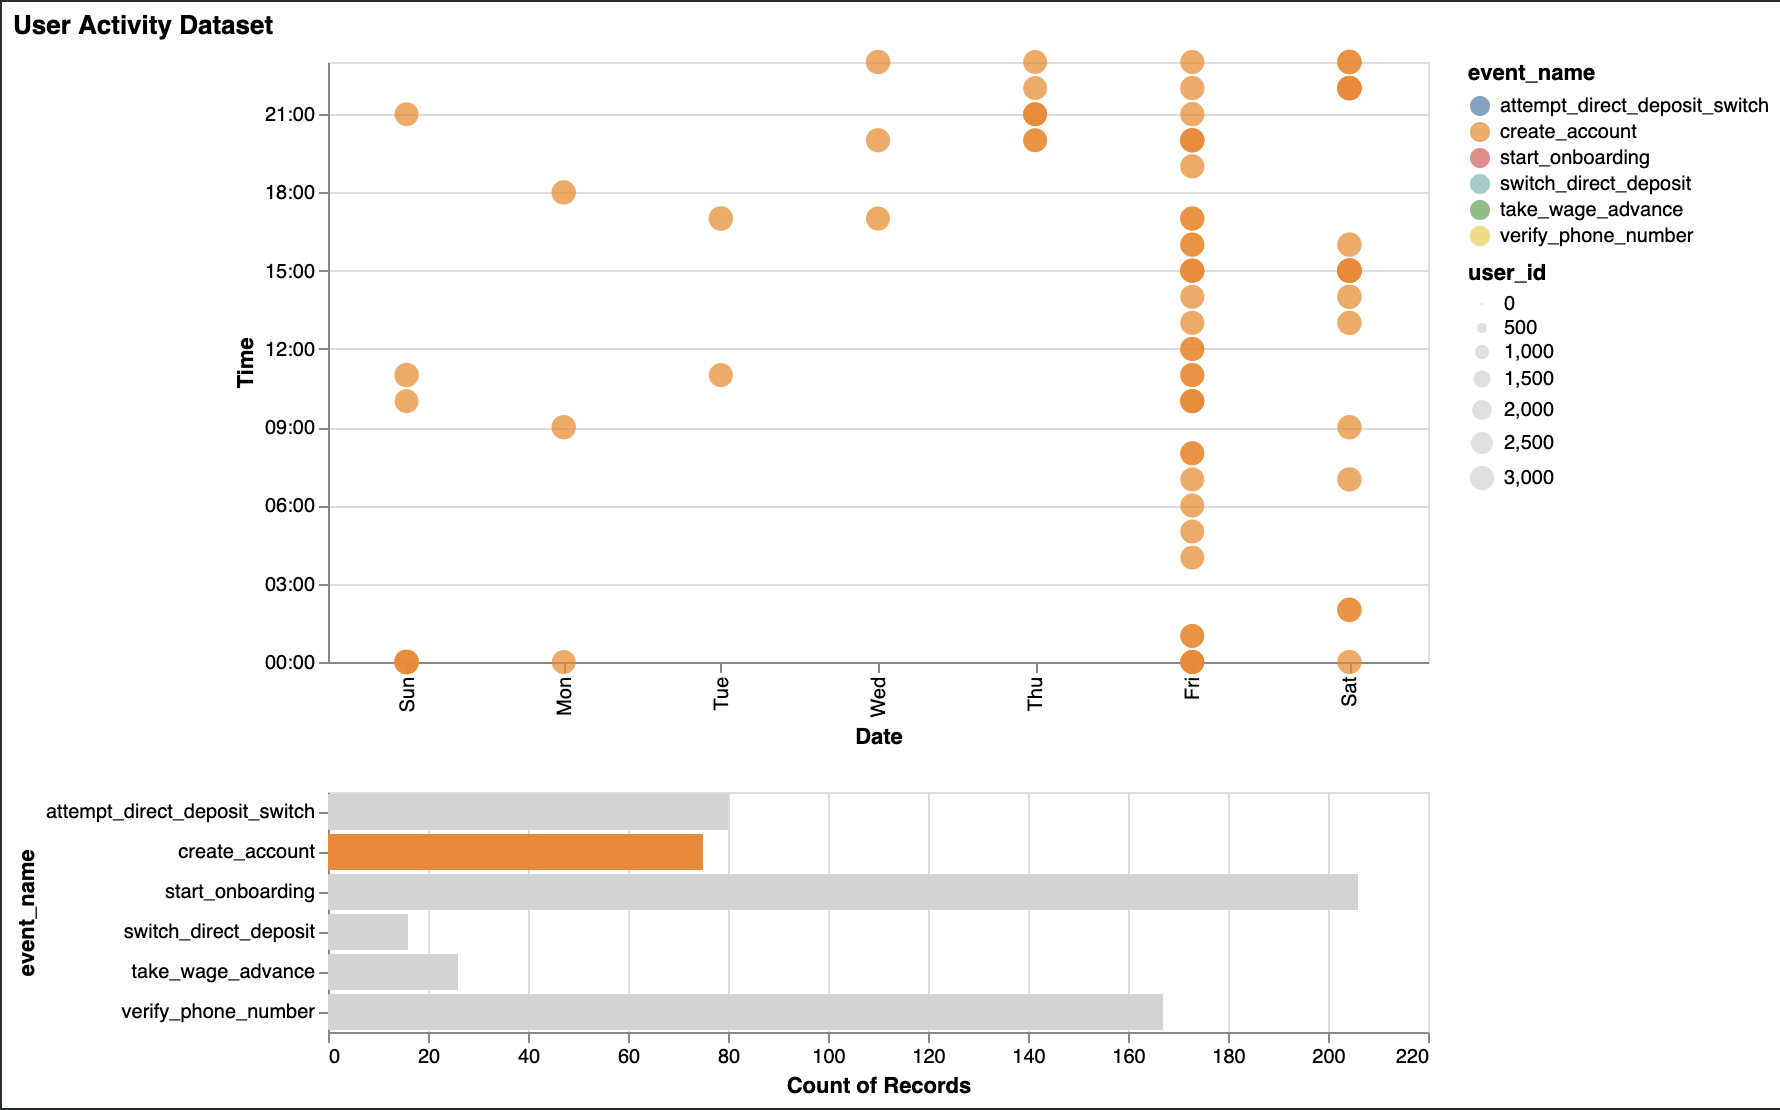 User Activity Dataset
21:00
18:00
15:00
12:00
09:00
06:00
03:00
00:00
Time
Sun
Mon
Tue
Wed
Thu
Fri
Sat
Date
event_name
attempt_direct_deposit_switch
create_account
start_onboarding
switch_direct_deposit
take_wage_advance
verify_phone_number
user_id
0
500
1,000
1,500
2,000
2,500
3,000
event_name
attempt_direct_deposit_switch
create_account
start_onboarding
switch_direct_deposit
take_wage_advance
verify_phone_number
0 20 40 60 80 100 120 140 160 180 200 220
Count of Records